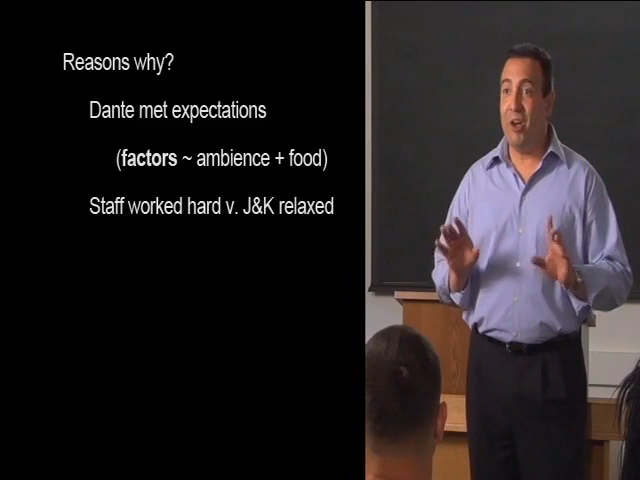 Reasons why?
Dante met expectations
(factors ~ ambience + food)
Staff worked hard v. J&K relaxed